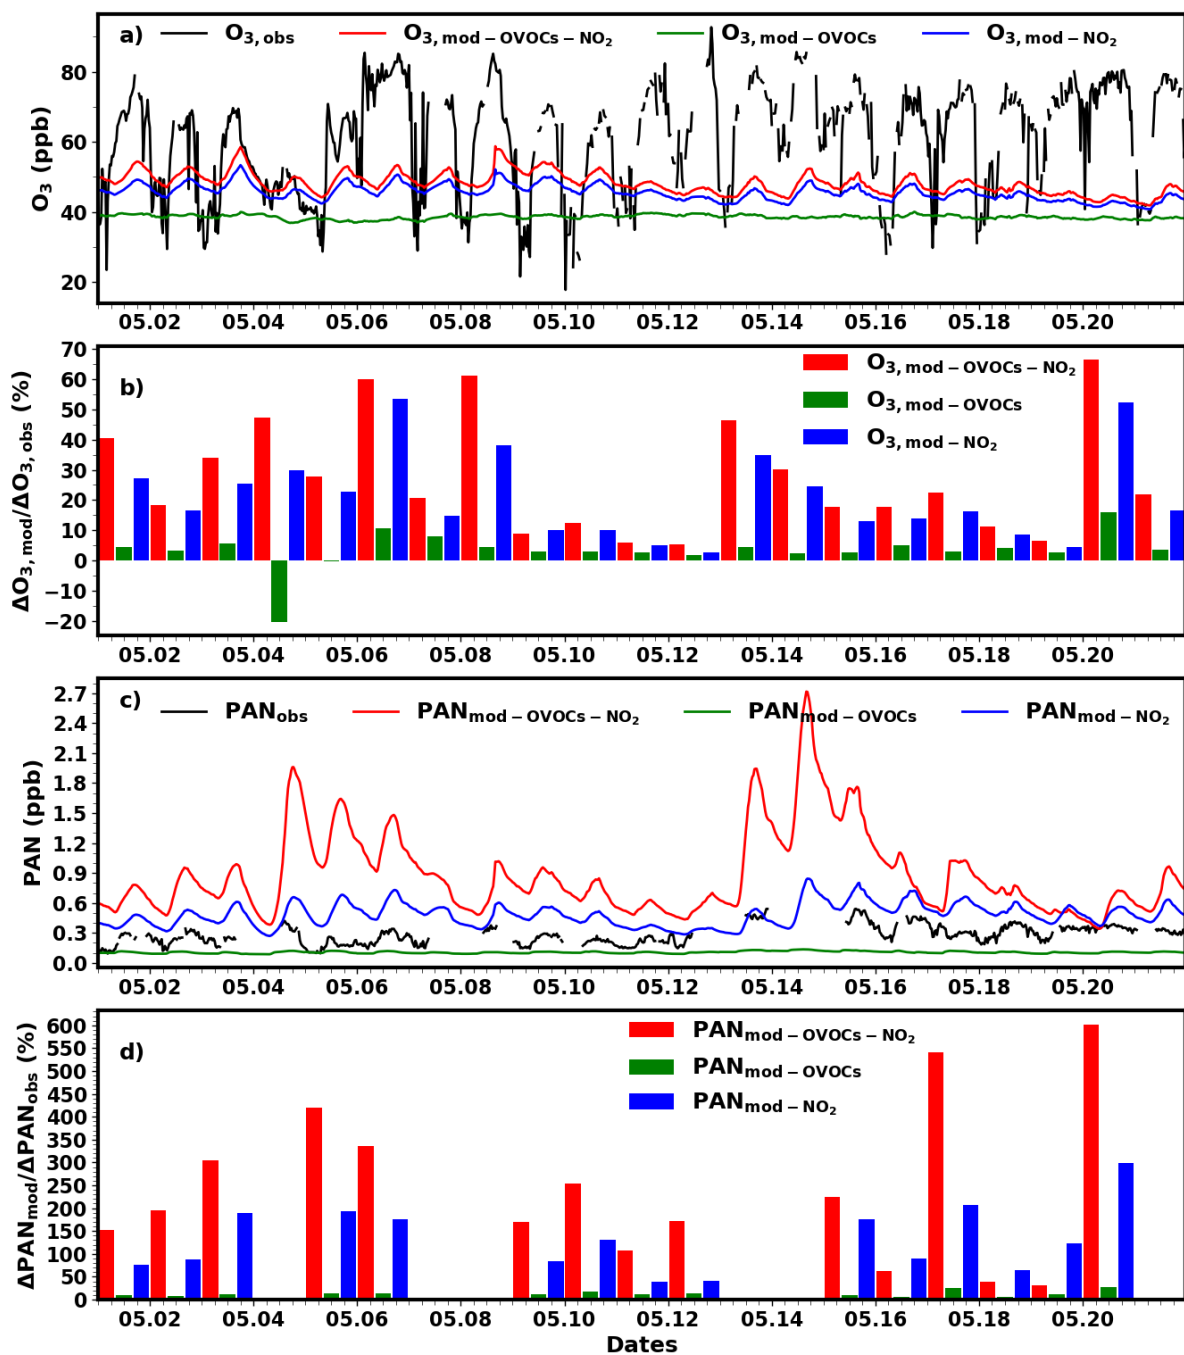 a) O3,obs O3,mod−OVOCs−NO2 O3,mod−OVOCs O3,mod−NO2
O3 (ppb)
80
60
40
20
05.02 05.04 05.06 05.08 05.10 05.12 05.14 05.16 05.18 05.20
b)
O3,mod−OVOCs−NO2
O3,mod−OVOCs
O3,mod−NO2
ΔO3,mod/ΔO3,obs (%)
70
60
50
40
30
20
10
0
−10
−20
05.02 05.04 05.06 05.08 05.10 05.12 05.14 05.16 05.18 05.20
c) PANobs PANmod−OVOCs−NO2 PANmod−OVOCs PANmod−NO2
PAN (ppb)
2.7
2.4
2.1
1.8
1.5
1.2
0.9
0.6
0.3
0.0
05.02 05.04 05.06 05.08 05.10 05.12 05.14 05.16 05.18 05.20
d)
PANmod−OVOCs−NO2
PANmod−OVOCs
PANmod−NO2
ΔPANmod/ΔPANobs (%)
600
550
500
450
400
350
300
250
200
150
100
50
0
05.02 05.04 05.06 05.08 05.10 05.12 05.14 05.16 05.18 05.20
Dates